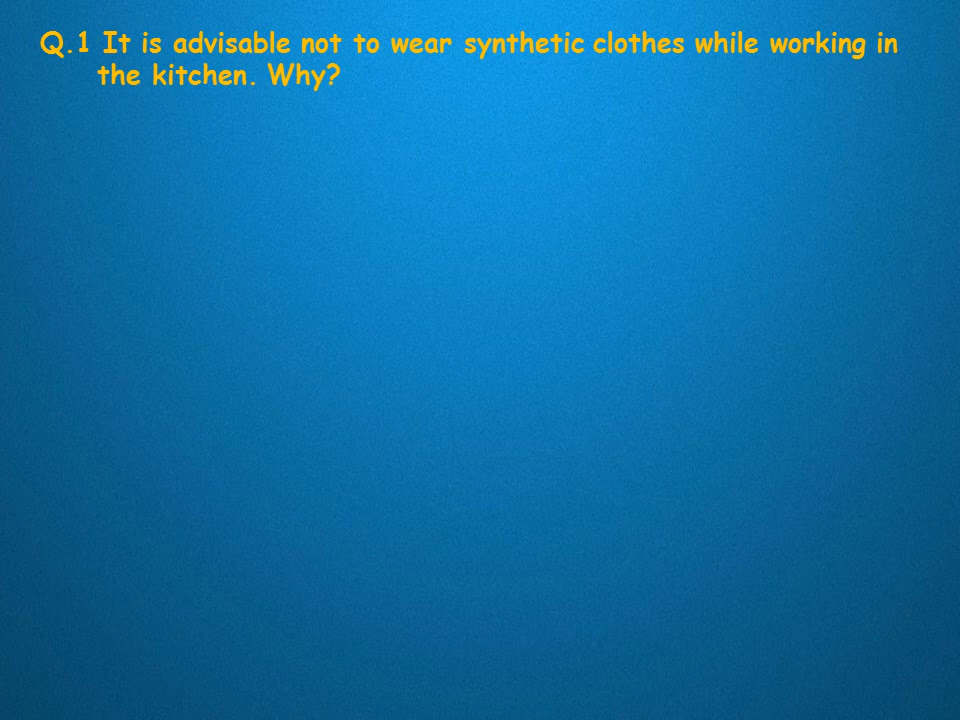 Q.1 It is advisable not to wear synthetic clothes while working in
the kitchen. Why?